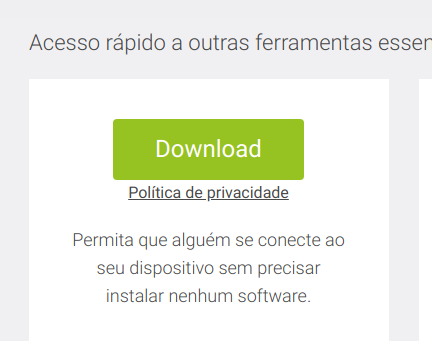 Acesso rápido a outras ferramentas essen
Download
Política de privacidade
Permita que alguém se conecte ao
seu dispositivo sem precisar
instalar nenhum software.